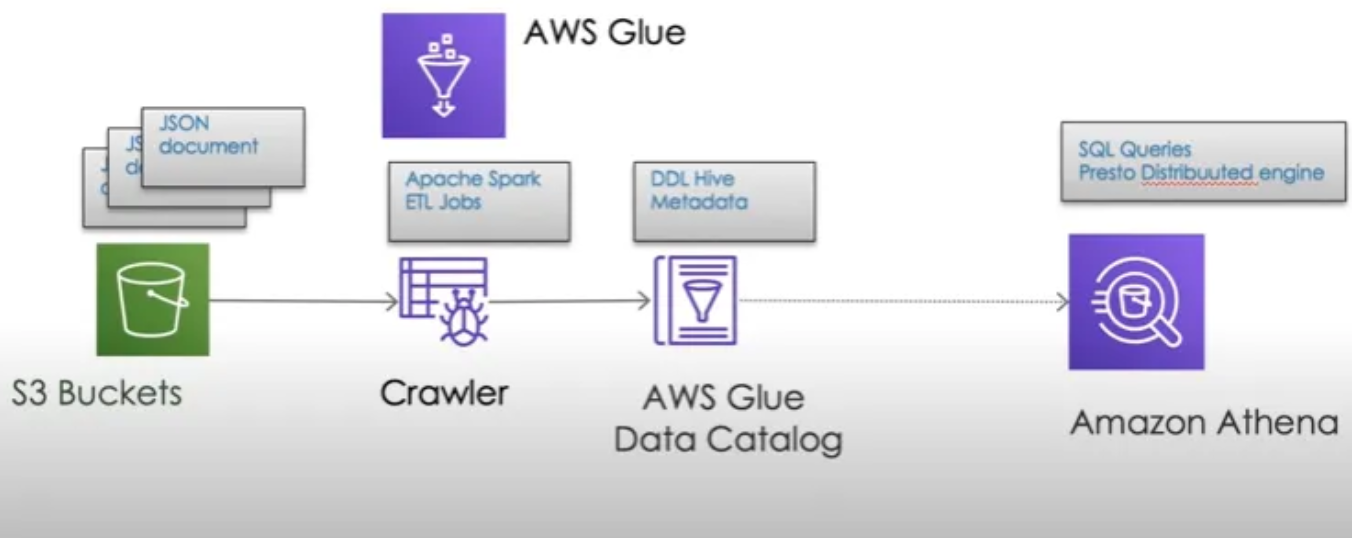 AWS Glue
JSON
document
JS
d
J
Apache Spark
ETL Jobs
DDL Hive
Metadata
SQL Queries
Presto Distribuuted engine
S3 Buckets
Crawler
AWS Glue
Data Catalog
Amazon Athena